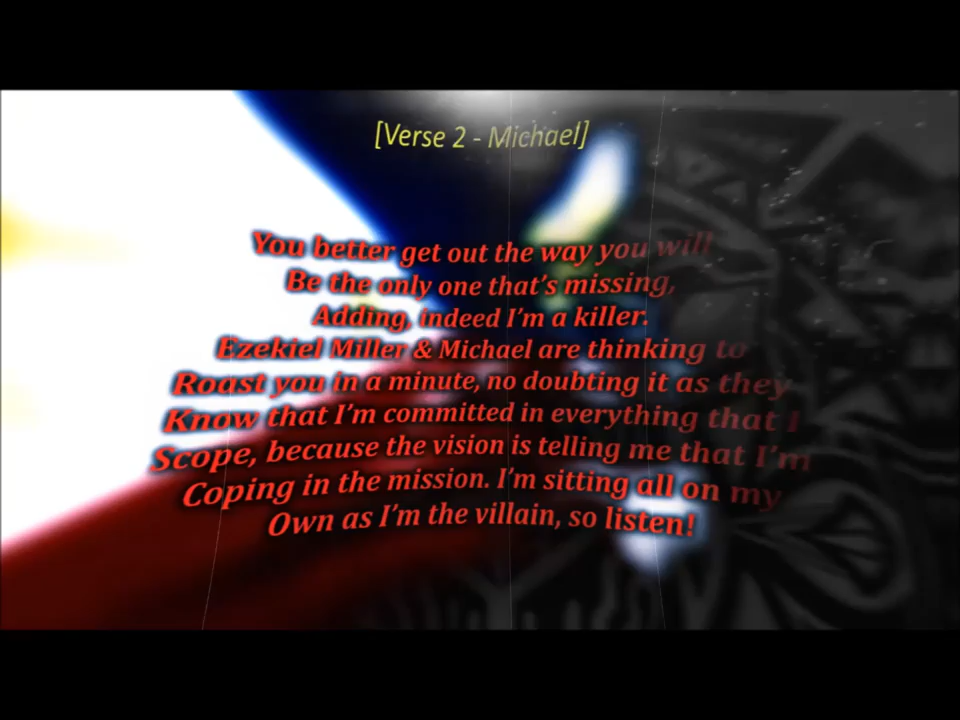 [Verse 2 - Michael]
You better get out the way you will
Be the only one that's missing,
Adding, indeed I'm a killer.
Ezekiel Miller & Michael are thinking to
Roast you in a minute, no doubting it as they
Know that I'm committed in everything that I
Scope, because the vision is telling me that I'm
Coping in the mission. I'm sitting all on my
Own as I'm the villain, so listen!